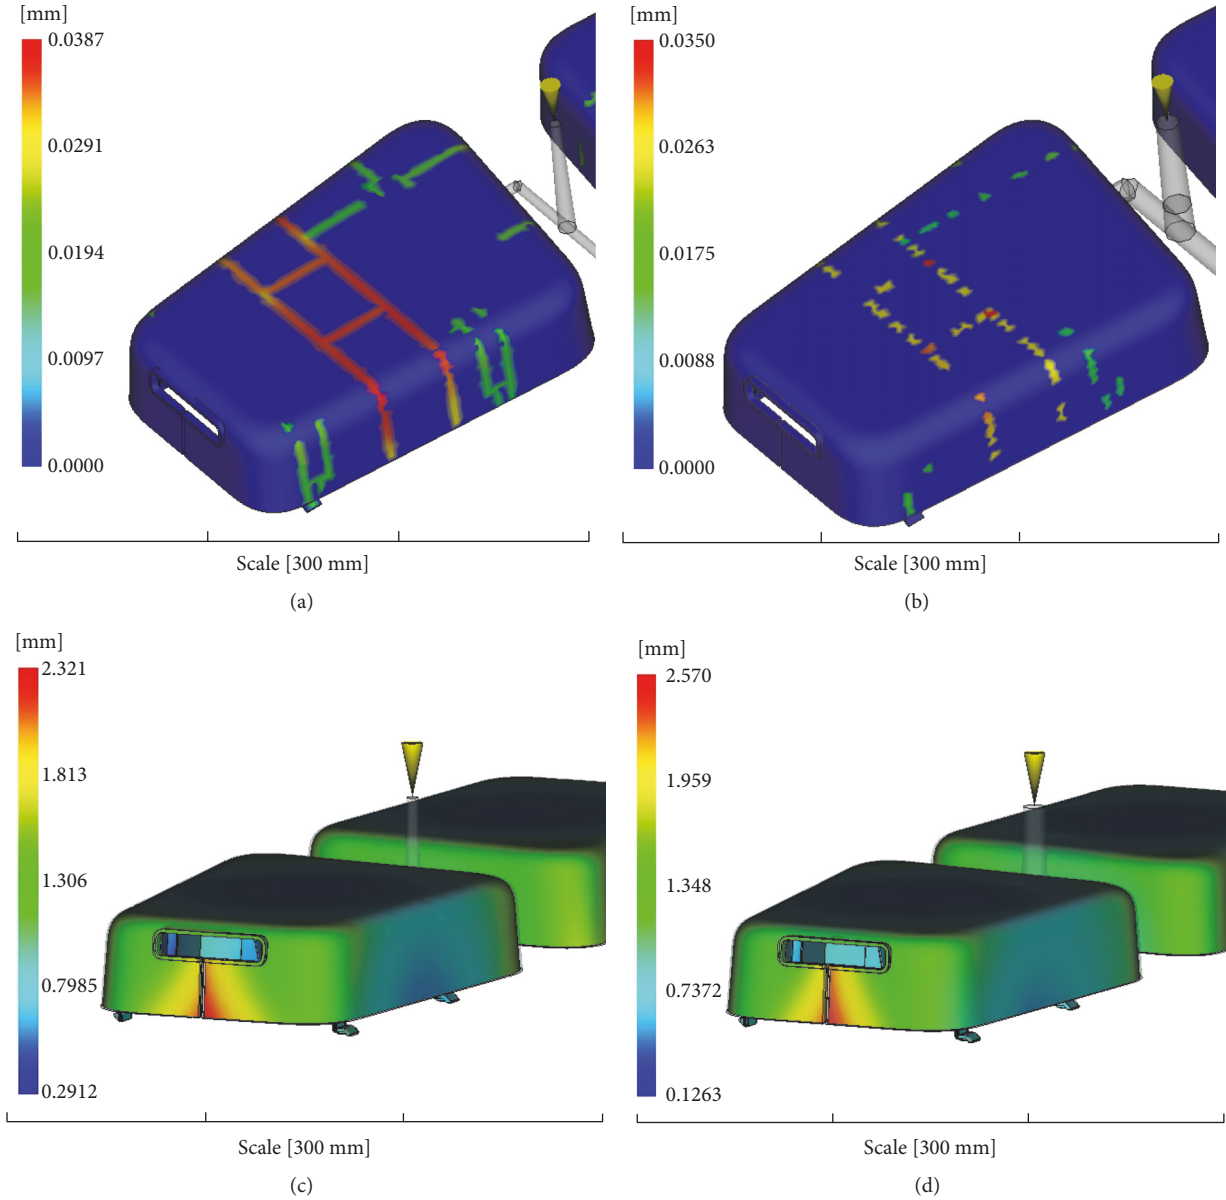 [mm]
0.0387
0.0291
0.0194
0.0097
0.0000
Scale [300 mm]
(a)
[mm]
0.0350
0.0263
0.0175
0.0088
0.0000
Scale [300 mm]
(b)
[mm]
2.321
1.813
1.306
0.7985
0.2912
Scale [300 mm]
(c)
[mm]
2.570
1.959
1.348
0.7372
0.1263
Scale [300 mm]
(d)